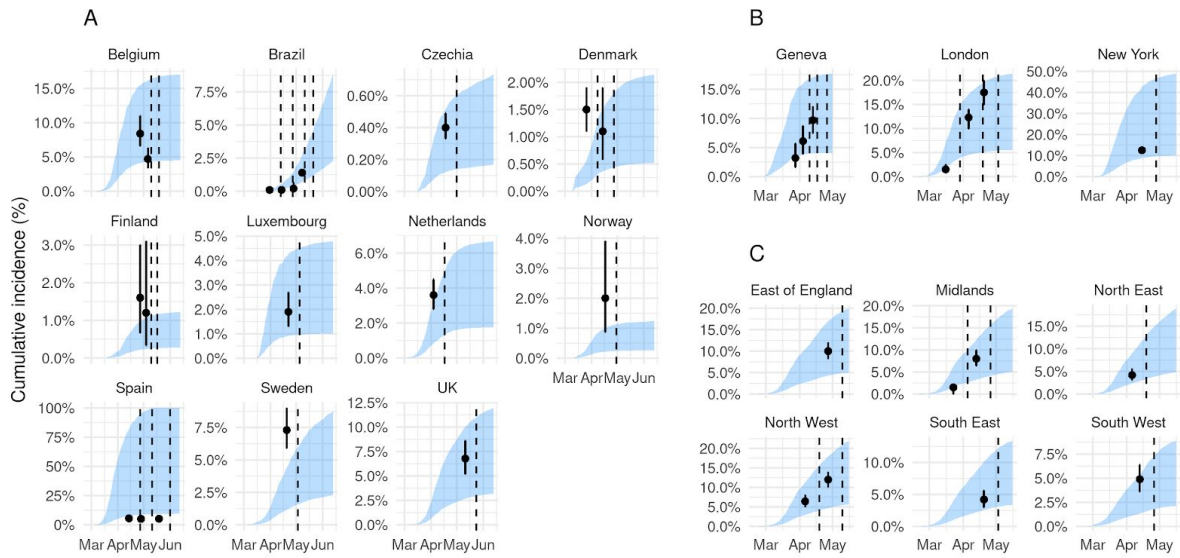 A
B
Belgium
Brazil
Czechia
Denmark
15.0%
10.0%
5.0%
0.0%
7.5%
5.0%
2.5%
0.0%
0.60%
0.40%
0.20%
0.00%
2.00%
1.50%
1.00%
0.50%
0.00%
Geneva
London
New York
15.0%
10.0%
5.0%
0.0%
20.0%
15.0%
10.0%
5.0%
0.0%
50.0%
40.0%
30.0%
20.0%
10.0%
0.0%
Mar Apr May
Mar Apr May
Mar Apr May
Cumulative incidence (%)
Finland
Luxembourg
Netherlands
Norway
3.0%
2.0%
1.0%
0.0%
5.0%
4.0%
3.0%
2.0%
1.0%
0.0%
6.0%
4.0%
2.0%
0.0%
4.0%
3.0%
2.0%
1.0%
0.0%
Mar Apr May Jun
Spain
Sweden
UK
100%
75%
50%
25%
0%
7.5%
5.0%
2.5%
0.0%
12.5%
10.0%
7.5%
5.0%
2.5%
0.0%
Mar Apr May Jun
Mar Apr May Jun
Mar Apr May Jun
C
East of England
Midlands
North East
20.0%
15.0%
10.0%
5.0%
0.0%
20.0%
15.0%
10.0%
5.0%
0.0%
15.0%
10.0%
5.0%
0.0%
North West
South East
South West
20.0%
15.0%
10.0%
5.0%
0.0%
10.0%
5.0%
0.0%
7.5%
5.0%
2.5%
0.0%
Mar Apr May
Mar Apr May
Mar Apr May